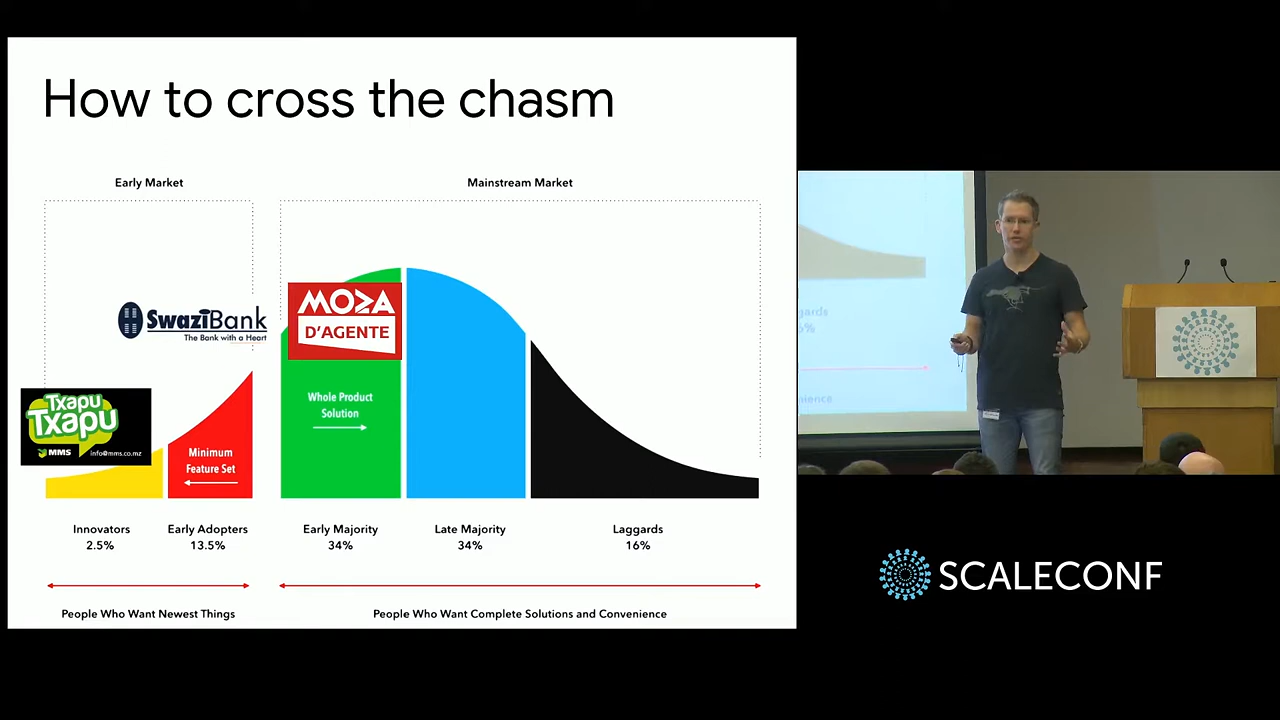 How to cross the chasm
Early Market
Mainstream Market
SwaziBank
The Bank with a Heart
MOZA
D'AGENTE
Txapu
Txapu
MMS
info@mms.co.mz
Whole Product
Solution
Minimum
Feature Set
Innovators
2.5%
Early Adopters
13.5%
Early Majority
34%
Late Majority
34%
Laggards
16%
People Who Want Newest Things
People Who Want Complete Solutions and Convenience
SCALECONF